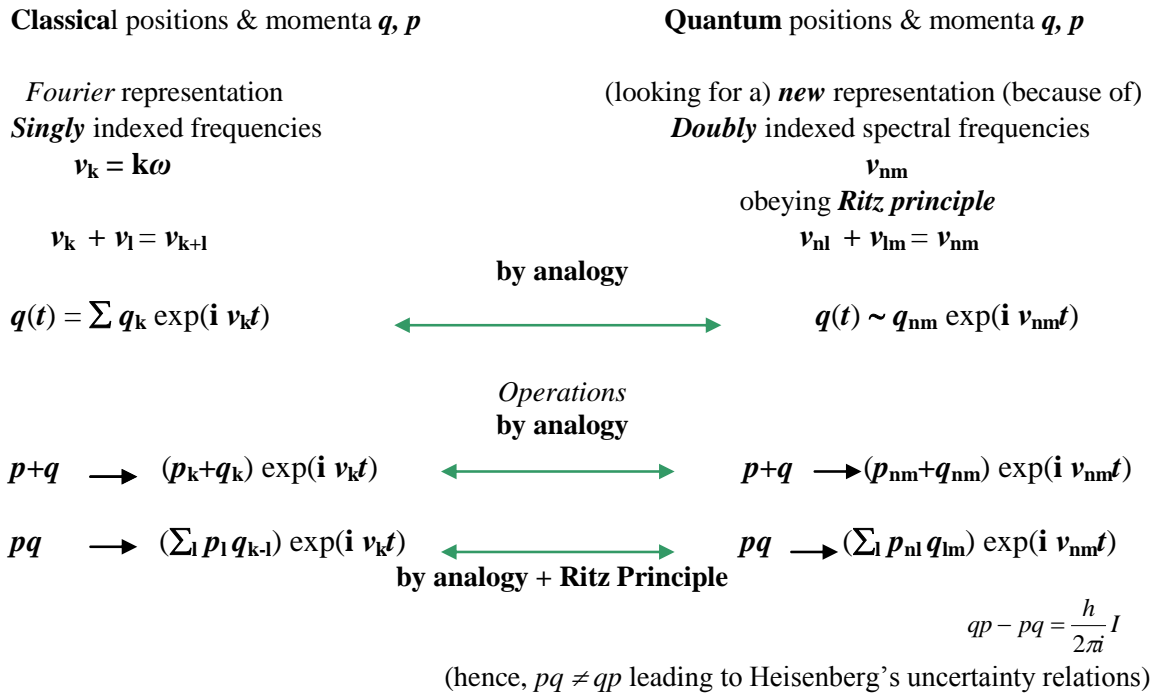 Classical positions & momenta q, p    Quantum positions & momenta q, p
Fourier representation    (looking for a) new representation (because of)
Singly indexed frequencies    Doubly indexed spectral frequencies
νk = kω    νnm
obeying Ritz principle
νk + νl = νk+l    νnl + νlm = νnm
by analogy
q(t) = ∑ qk exp(i νkt)    q(t) ~ qnm exp(i νnmt)
Operations
by analogy
p+q → (pk+qk) exp(i νkt)    p+q → (pnm+qnm) exp(i νnmt)
pq → (∑l pl qk-l) exp(i νkt)    pq → (∑l pnl qlm) exp(i νnmt)
by analogy + Ritz Principle
qp − pq = h/2πi I
(hence, pq ≠ qp leading to Heisenberg's uncertainty relations)